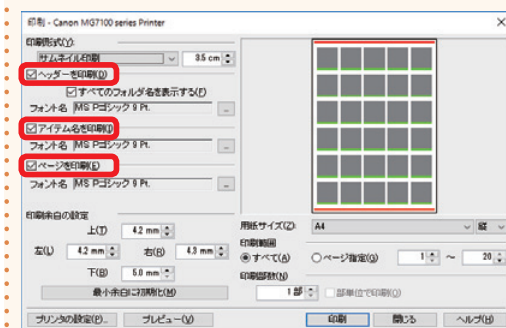 印刷 - Canon MG7100 series Printer
印刷形式(Y):
サムネイル印刷 3.5 cm
ヘッダーを印刷(D)
すべてのフォルダ名を表示する(F)
フォント名 MS Pゴシック 9 Pt. ...
アイテム名を印刷(I)
フォント名 MS Pゴシック 9 Pt. ...
ページを印刷(E)
フォント名 MS Pゴシック 9 Pt. ...
印刷余白の設定
上(T) 4.2 mm
左(L) 4.2 mm 右(R) 4.3 mm
下(B) 5.0 mm
最小余白に初期化(M)
用紙サイズ(Z): A4 縦
印刷範囲
すべて(A) ページ指定(G) 1 ~ 20
印刷部数(N)
1 部 部単位で印刷(O)
プリンタの設定(P)... プレビュー(V) 印刷 閉じる ヘルプ(H)